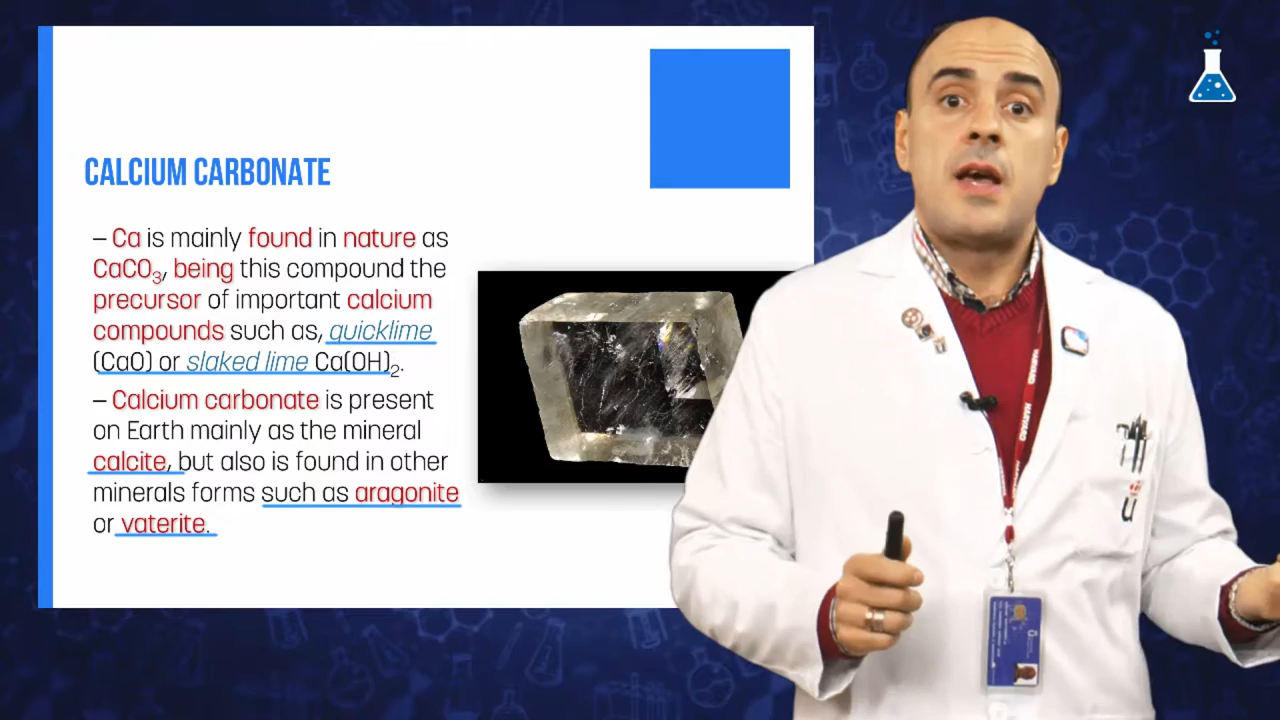 CALCIUM CARBONATE
– Ca is mainly found in nature as
CaCO₃, being this compound the
precursor of important calcium
compounds such as, quicklime
(CaO) or slaked lime Ca(OH)₂.
– Calcium carbonate is present
on Earth mainly as the mineral
calcite, but also is found in other
minerals forms such as aragonite
or vaterite.
HARVARD
HARVARD